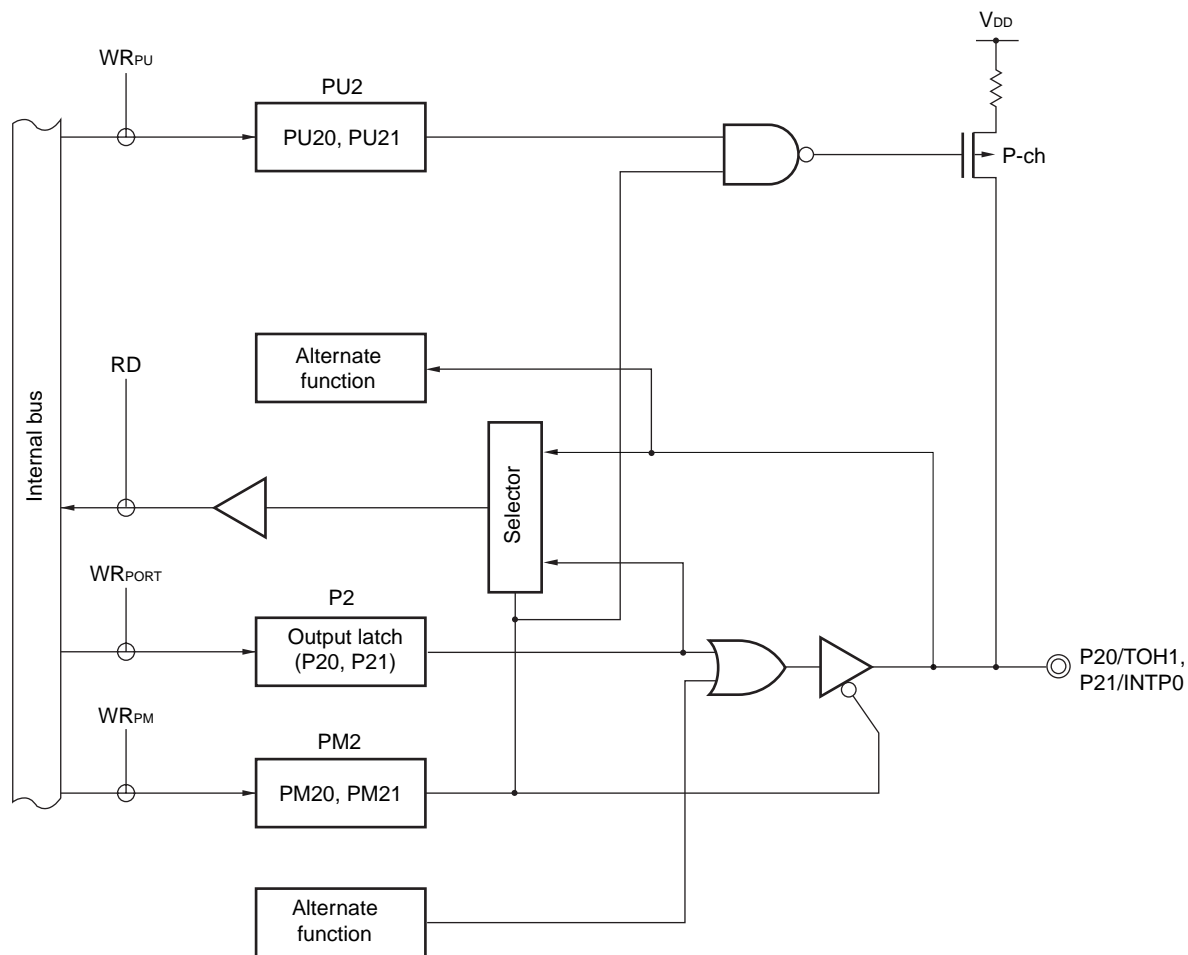 VDD
WRPU
PU2
PU20, PU21
P-ch
Alternate
function
RD
Internal bus
Selector
WRPORT
P2
Output latch
(P20, P21)
P20/TOH1,
P21/INTP0
WRPM
PM2
PM20, PM21
Alternate
function